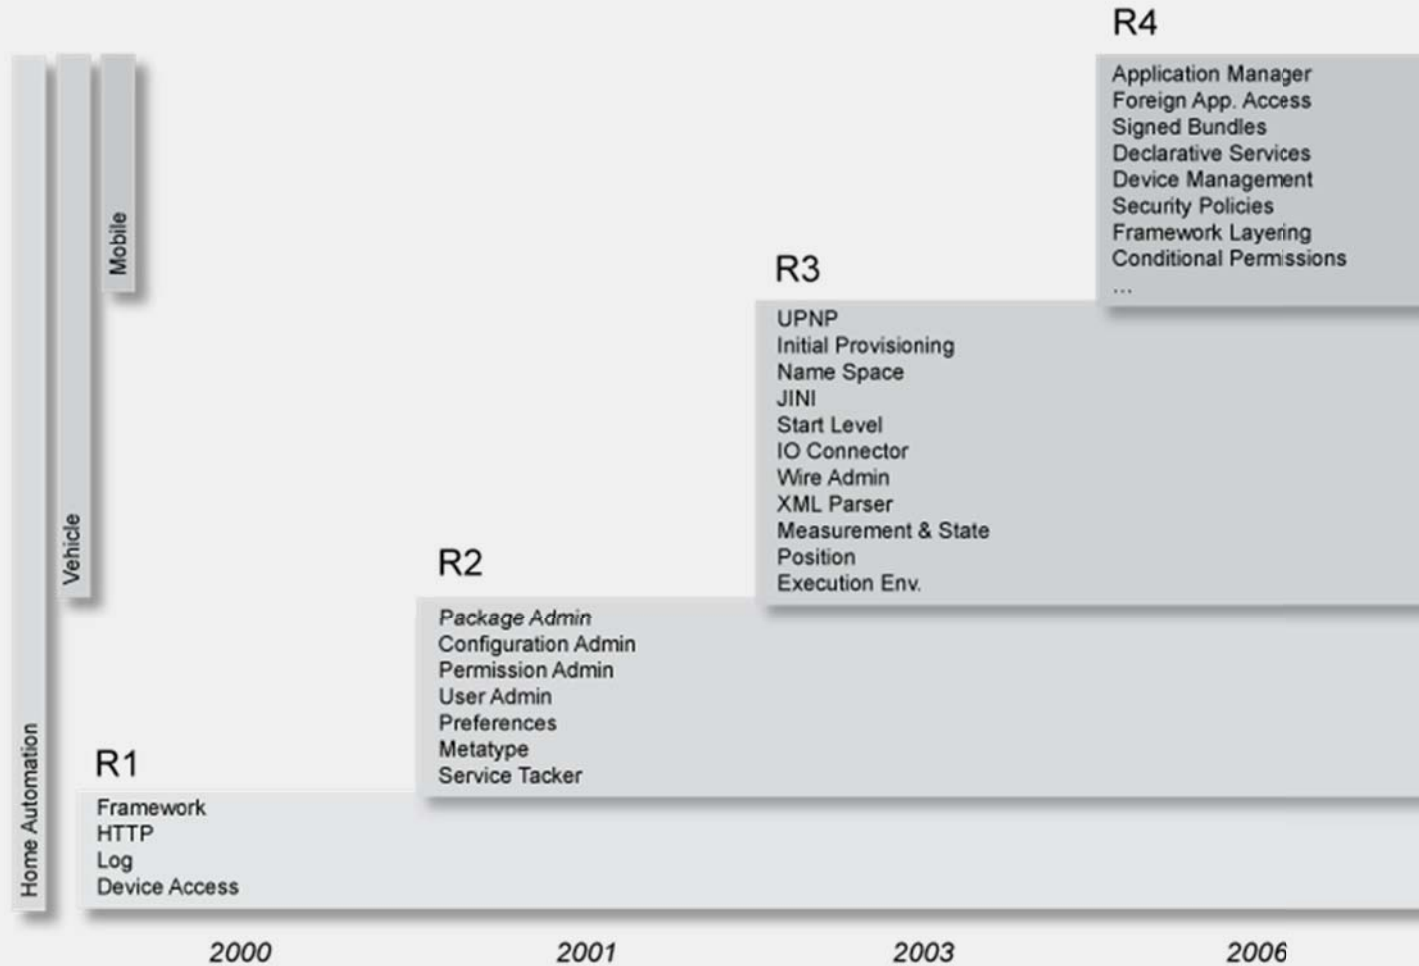 R4
Application Manager
Foreign App. Access
Signed Bundles
Declarative Services
Device Management
Security Policies
Framework Layering
Conditional Permissions
...
Mobile
R3
UPNP
Initial Provisioning
Name Space
JINI
Start Level
IO Connector
Wire Admin
XML Parser
Measurement & State
Position
Execution Env.
Vehicle
R2
Package Admin
Configuration Admin
Permission Admin
User Admin
Preferences
Metatype
Service Tacker
Home Automation
R1
Framework
HTTP
Log
Device Access
2000
2001
2003
2006